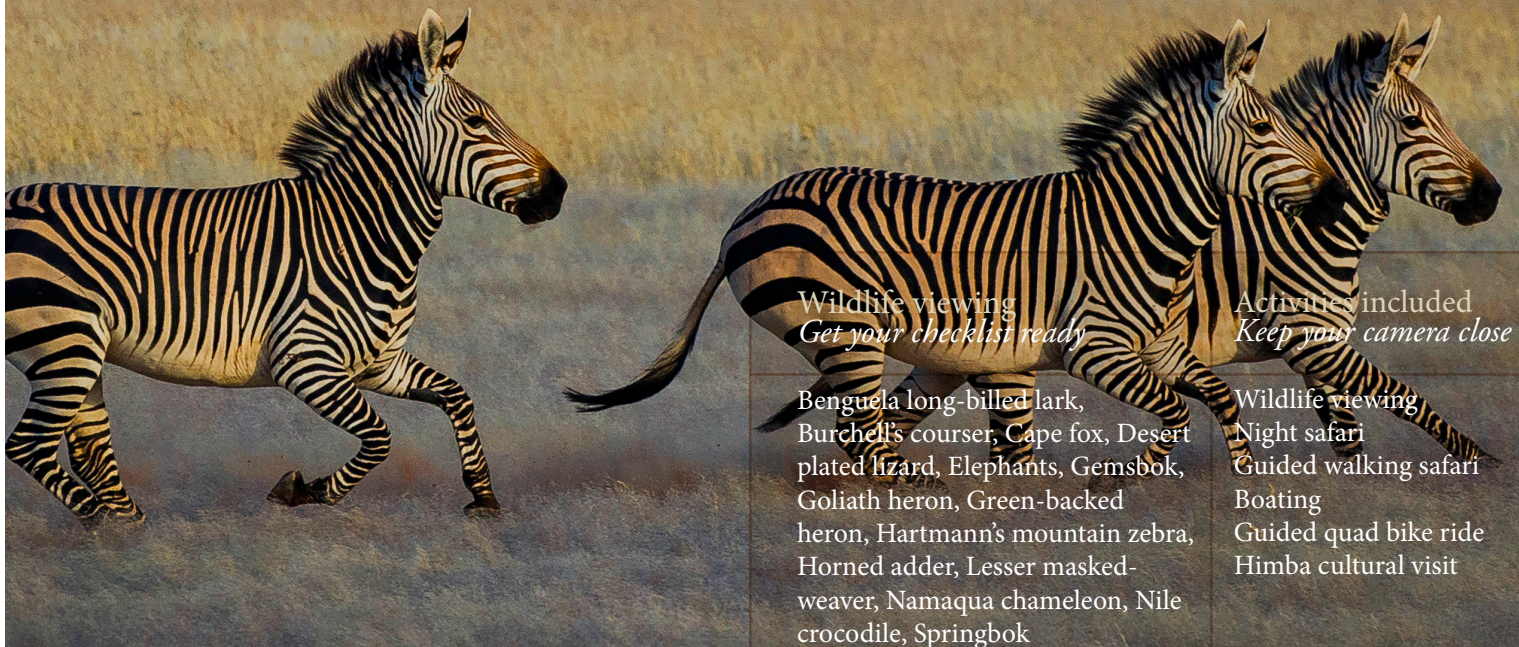 Wildlife viewing
Get your checklist ready
Benguela long-billed lark,
Burchell’s courser, Cape fox, Desert
plated lizard, Elephants, Gemsbok,
Goliath heron, Green-backed
heron, Hartmann’s mountain zebra,
Horned adder, Lesser masked-
weaver, Namaqua chameleon, Nile
crocodile, Springbok
Activities included
Keep your camera close
Wildlife viewing
Night safari
Guided walking safari
Boating
Guided quad bike ride
Himba cultural visit